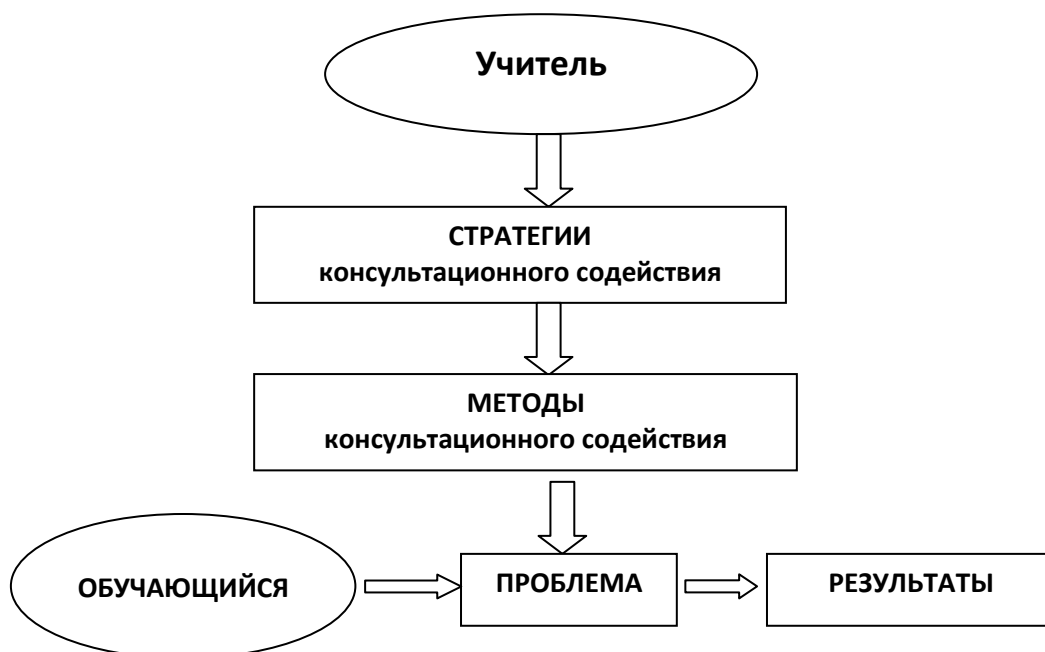 Учитель
СТРАТЕГИИ
консультационного содействия
МЕТОДЫ
консультационного содействия
ОБУЧАЮЩИЙСЯ
ПРОБЛЕМА
РЕЗУЛЬТАТЫ